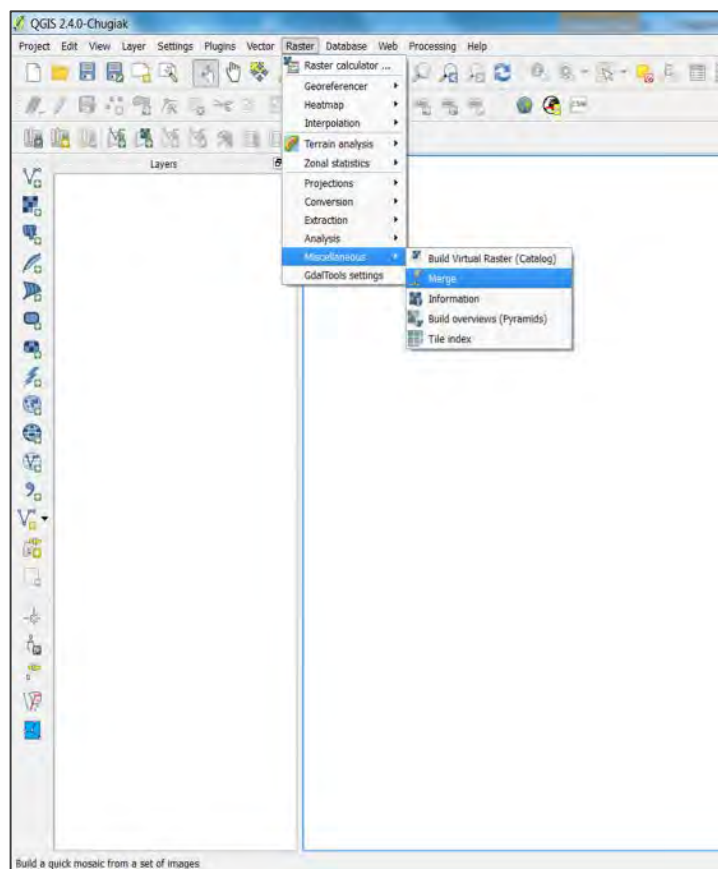 QGIS 2.4.0-Chugiak
Project Edit View Layer Settings Plugins Vector Raster Database Web Processing Help
Raster calculator ...
Georeferencer
Heatmap
Interpolation
Terrain analysis
Layers
Zonal statistics
Projections
Conversion
Extraction
Analysis
Miscellaneous
Build Virtual Raster (Catalog)
GdalTools settings
Merge
Information
Build overviews (Pyramids)
Tile index
Build a quick mosaic from a set of images